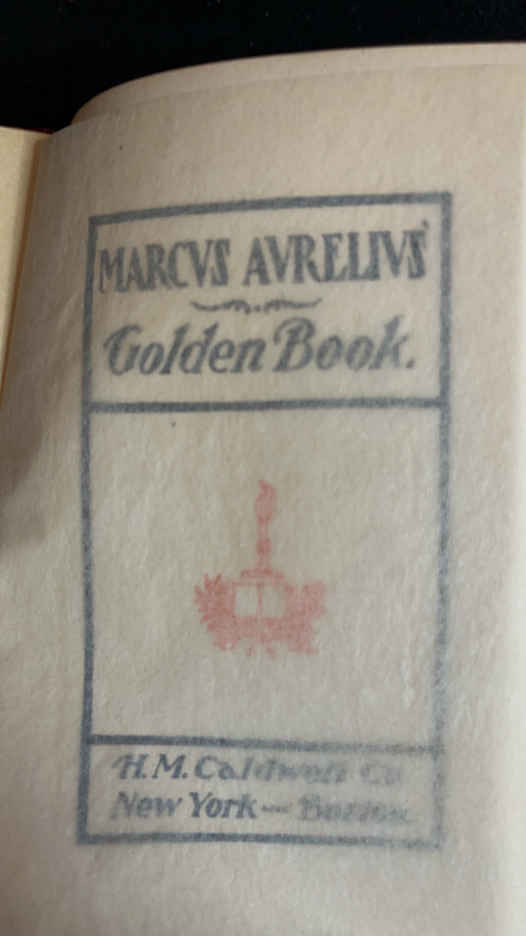 MARCVS AVRELIVS'
Golden Book.
H. M. Caldwell Co
New York — Boston